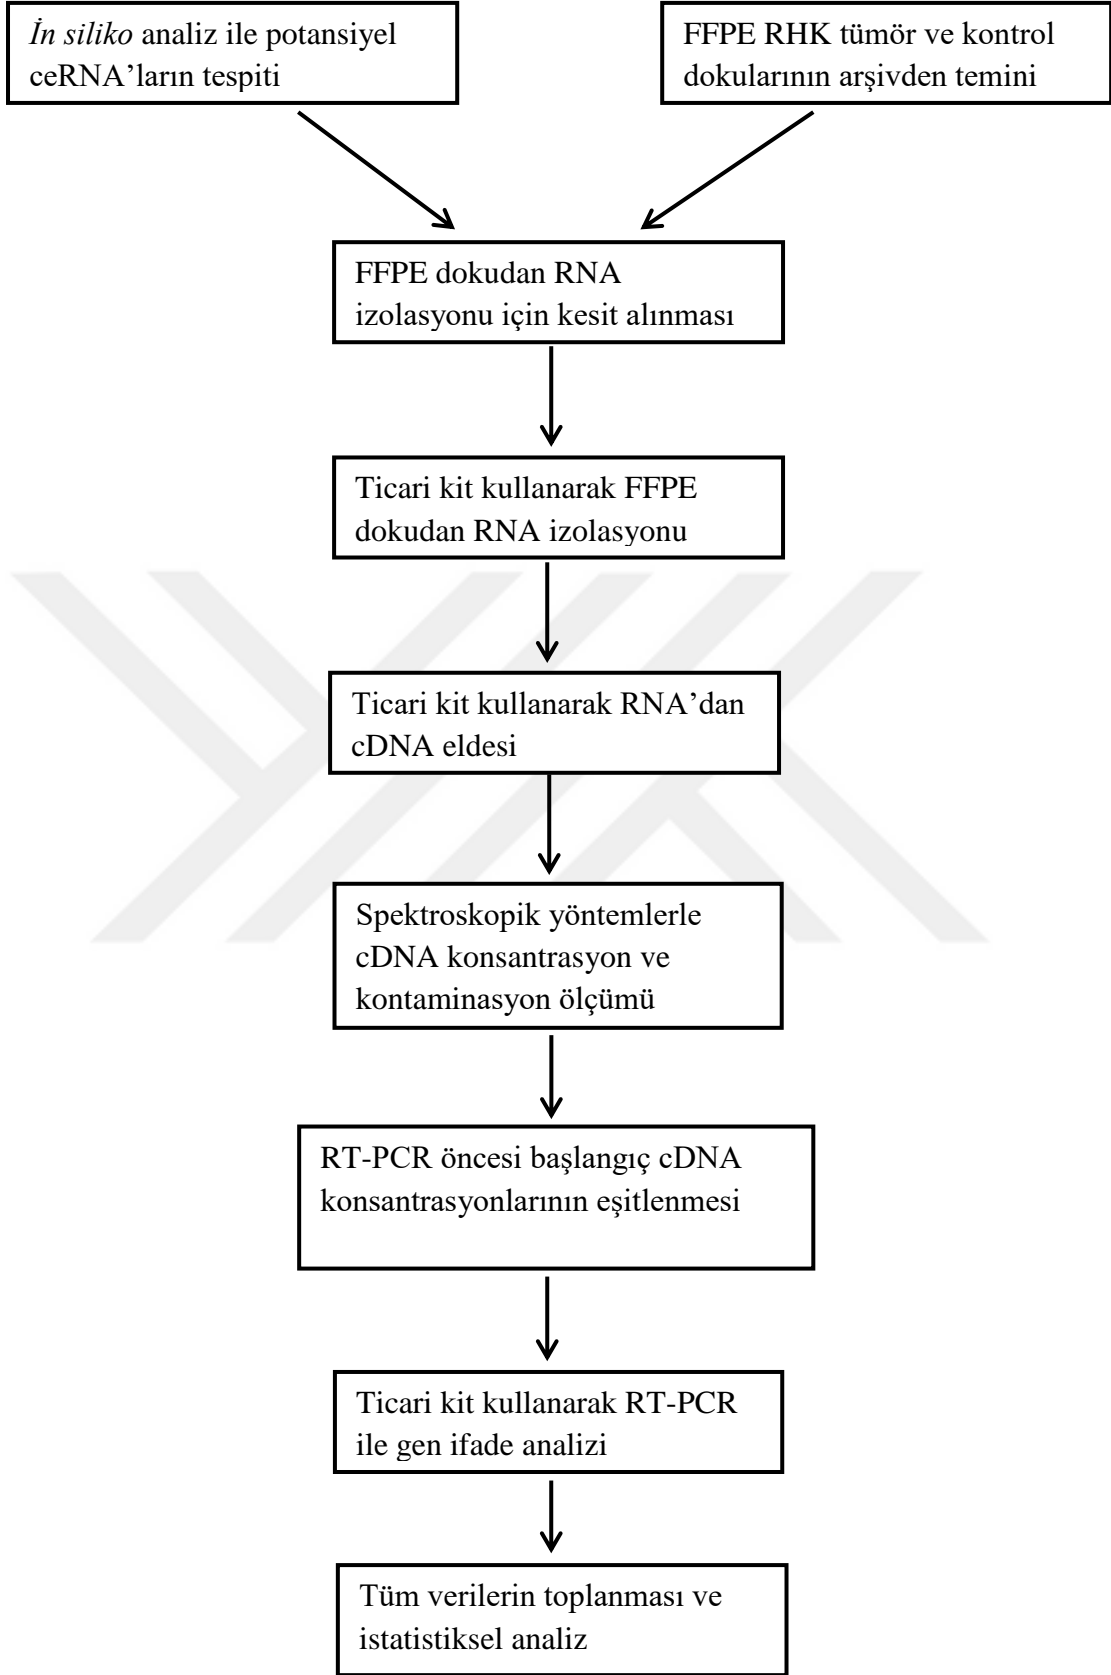 İn siliko analiz ile potansiyel
ceRNA’ların tespiti
FFPE RHK tümör ve kontrol
dokularının arşivden temini
FFPE dokudan RNA
izolasyonu için kesit alınması
Ticari kit kullanarak FFPE
dokudan RNA izolasyonu
Ticari kit kullanarak RNA’dan
cDNA eldesi
Spektroskopik yöntemlerle
cDNA konsantrasyon ve
kontaminasyon ölçümü
RT-PCR öncesi başlangıç cDNA
konsantrasyonlarının eşitlenmesi
Ticari kit kullanarak RT-PCR
ile gen ifade analizi
Tüm verilerin toplanması ve
istatistiksel analiz